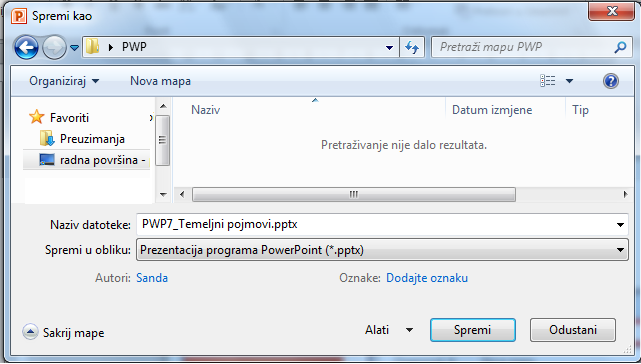 Spremi kao
PWP
Pretraži mapu PWP
Organiziraj
Nova mapa
Favoriti
Preuzimanja
radna površina -
Naziv
Datum izmjene
Tip
Pretraživanje nije dalo rezultata.
Naziv datoteke: PWP7_Temeljni pojmovi.pptx
Spremi u obliku: Prezentacija programa PowerPoint (*.pptx)
Autori: Sanda
Oznake: Dodajte oznaku
Sakrij mape
Alati
Spremi
Odustani